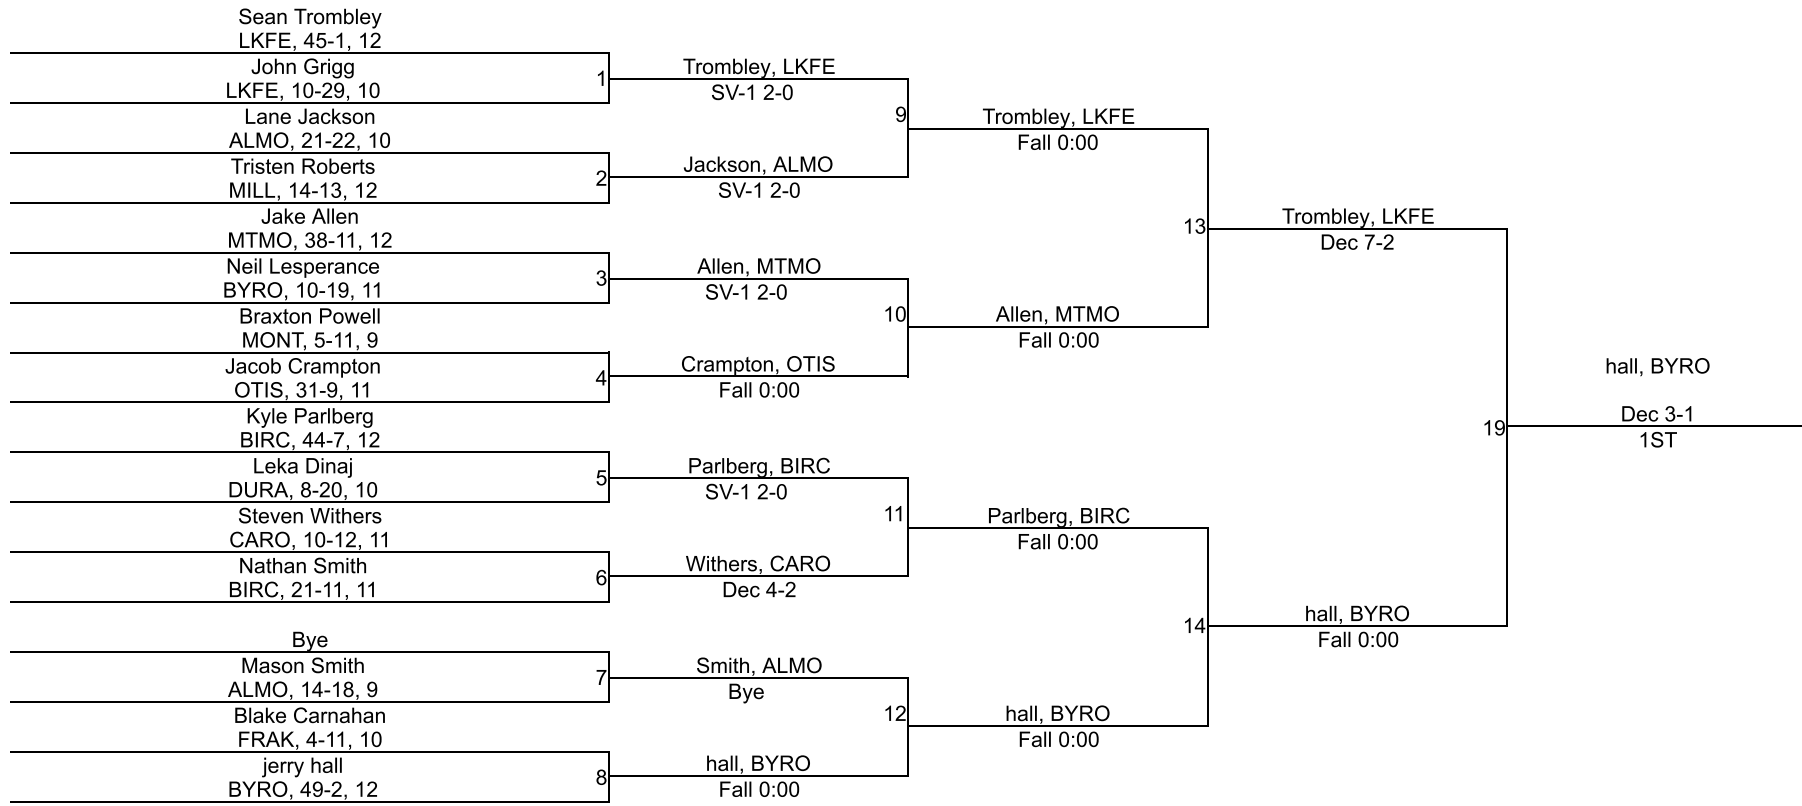 Sean Trombley
LKFE, 45-1, 12
John Grigg
LKFE, 10-29, 10
Lane Jackson
ALMO, 21-22, 10
Tristen Roberts
MILL, 14-13, 12
Jake Allen
MTMO, 38-11, 12
Neil Lesperance
BYRO, 10-19, 11
Braxton Powell
MONT, 5-11, 9
Jacob Crampton
OTIS, 31-9, 11
Kyle Parlberg
BIRC, 44-7, 12
Leka Dinaj
DURA, 8-20, 10
Steven Withers
CARO, 10-12, 11
Nathan Smith
BIRC, 21-11, 11
Bye
Mason Smith
ALMO, 14-18, 9
Blake Carnahan
FRAK, 4-11, 10
jerry hall
BYRO, 49-2, 12
1
2
3
4
5
6
7
8
Trombley, LKFE
SV-1 2-0
Jackson, ALMO
SV-1 2-0
Allen, MTMO
SV-1 2-0
Crampton, OTIS
Fall 0:00
Parlberg, BIRC
SV-1 2-0
Withers, CARO
Dec 4-2
Smith, ALMO
Bye
hall, BYRO
Fall 0:00
9
10
11
12
Trombley, LKFE
Fall 0:00
Allen, MTMO
Fall 0:00
Parlberg, BIRC
Fall 0:00
hall, BYRO
Fall 0:00
13
14
Trombley, LKFE
Dec 7-2
hall, BYRO
Fall 0:00
19
hall, BYRO
Dec 3-1
1ST